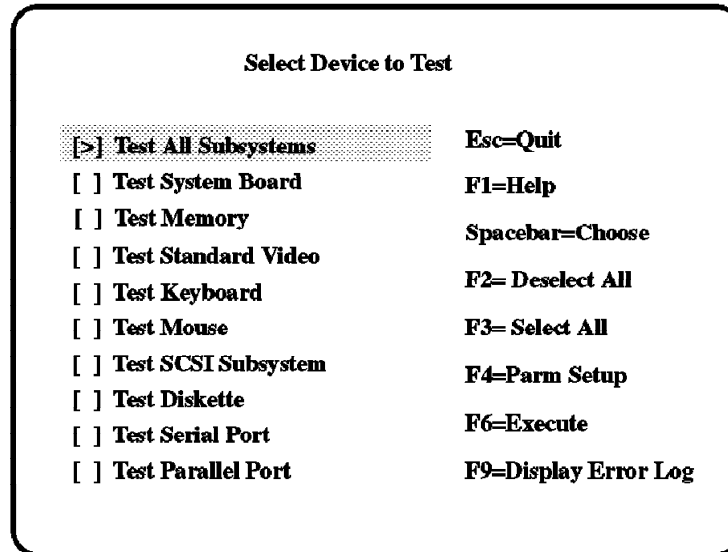 Select Device to Test
[>] Test All Subsystems
[ ] Test System Board
[ ] Test Memory
[ ] Test Standard Video
[ ] Test Keyboard
[ ] Test Mouse
[ ] Test SCSI Subsystem
[ ] Test Diskette
[ ] Test Serial Port
[ ] Test Parallel Port
Esc=Quit
F1=Help
Spacebar=Choose
F2= Deselect All
F3= Select All
F4=Parm Setup
F6=Execute
F9=Display Error Log